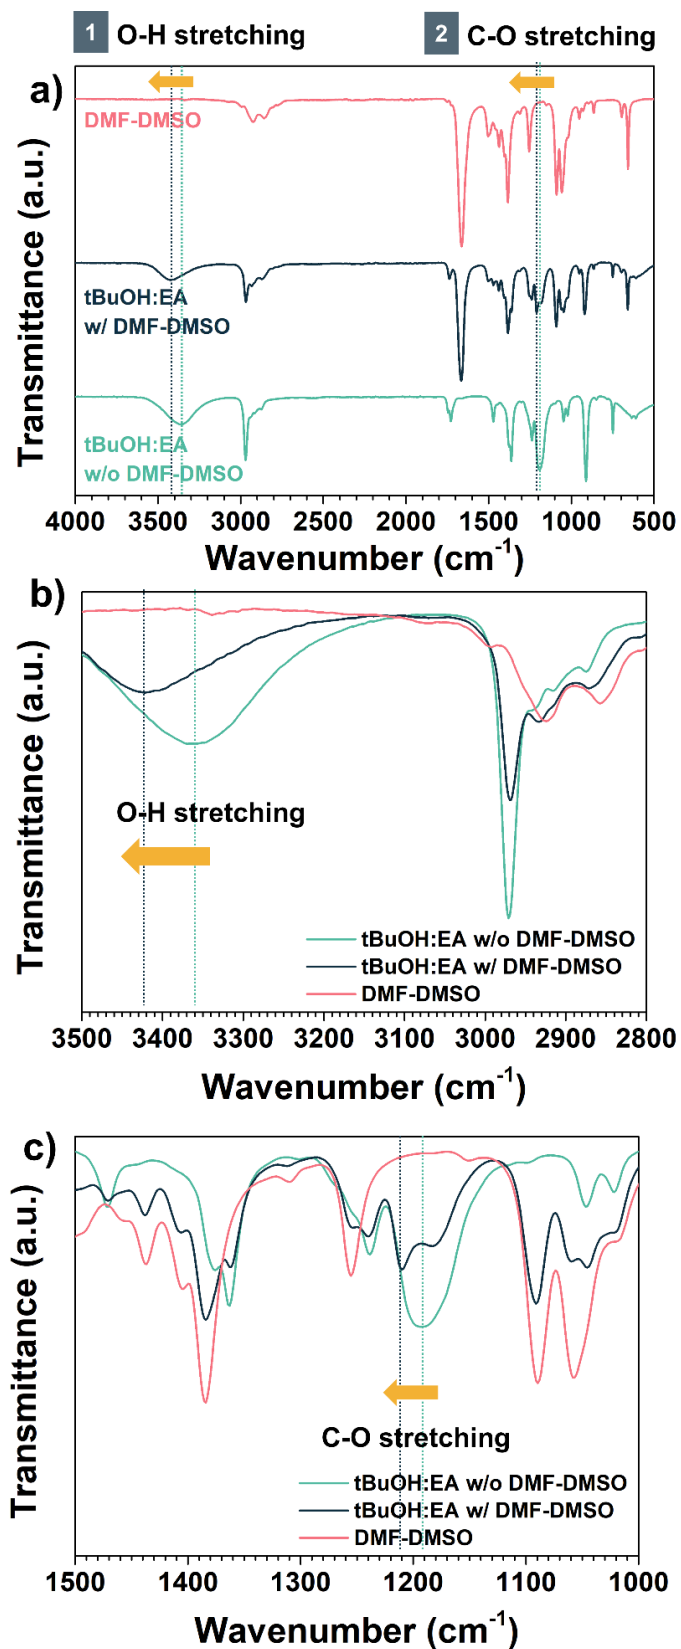 1 O-H stretching
2 C-O stretching
a)
DMF-DMSO
tBuOH:EA
w/ DMF-DMSO
tBuOH:EA
w/o DMF-DMSO
Transmittance (a.u.)
4000 3500 3000 2500 2000 1500 1000 500
Wavenumber (cm⁻¹)
b)
O-H stretching
tBuOH:EA w/o DMF-DMSO
tBuOH:EA w/ DMF-DMSO
DMF-DMSO
Transmittance (a.u.)
3500 3400 3300 3200 3100 3000 2900 2800
Wavenumber (cm⁻¹)
c)
C-O stretching
tBuOH:EA w/o DMF-DMSO
tBuOH:EA w/ DMF-DMSO
DMF-DMSO
Transmittance (a.u.)
1500 1400 1300 1200 1100 1000
Wavenumber (cm⁻¹)